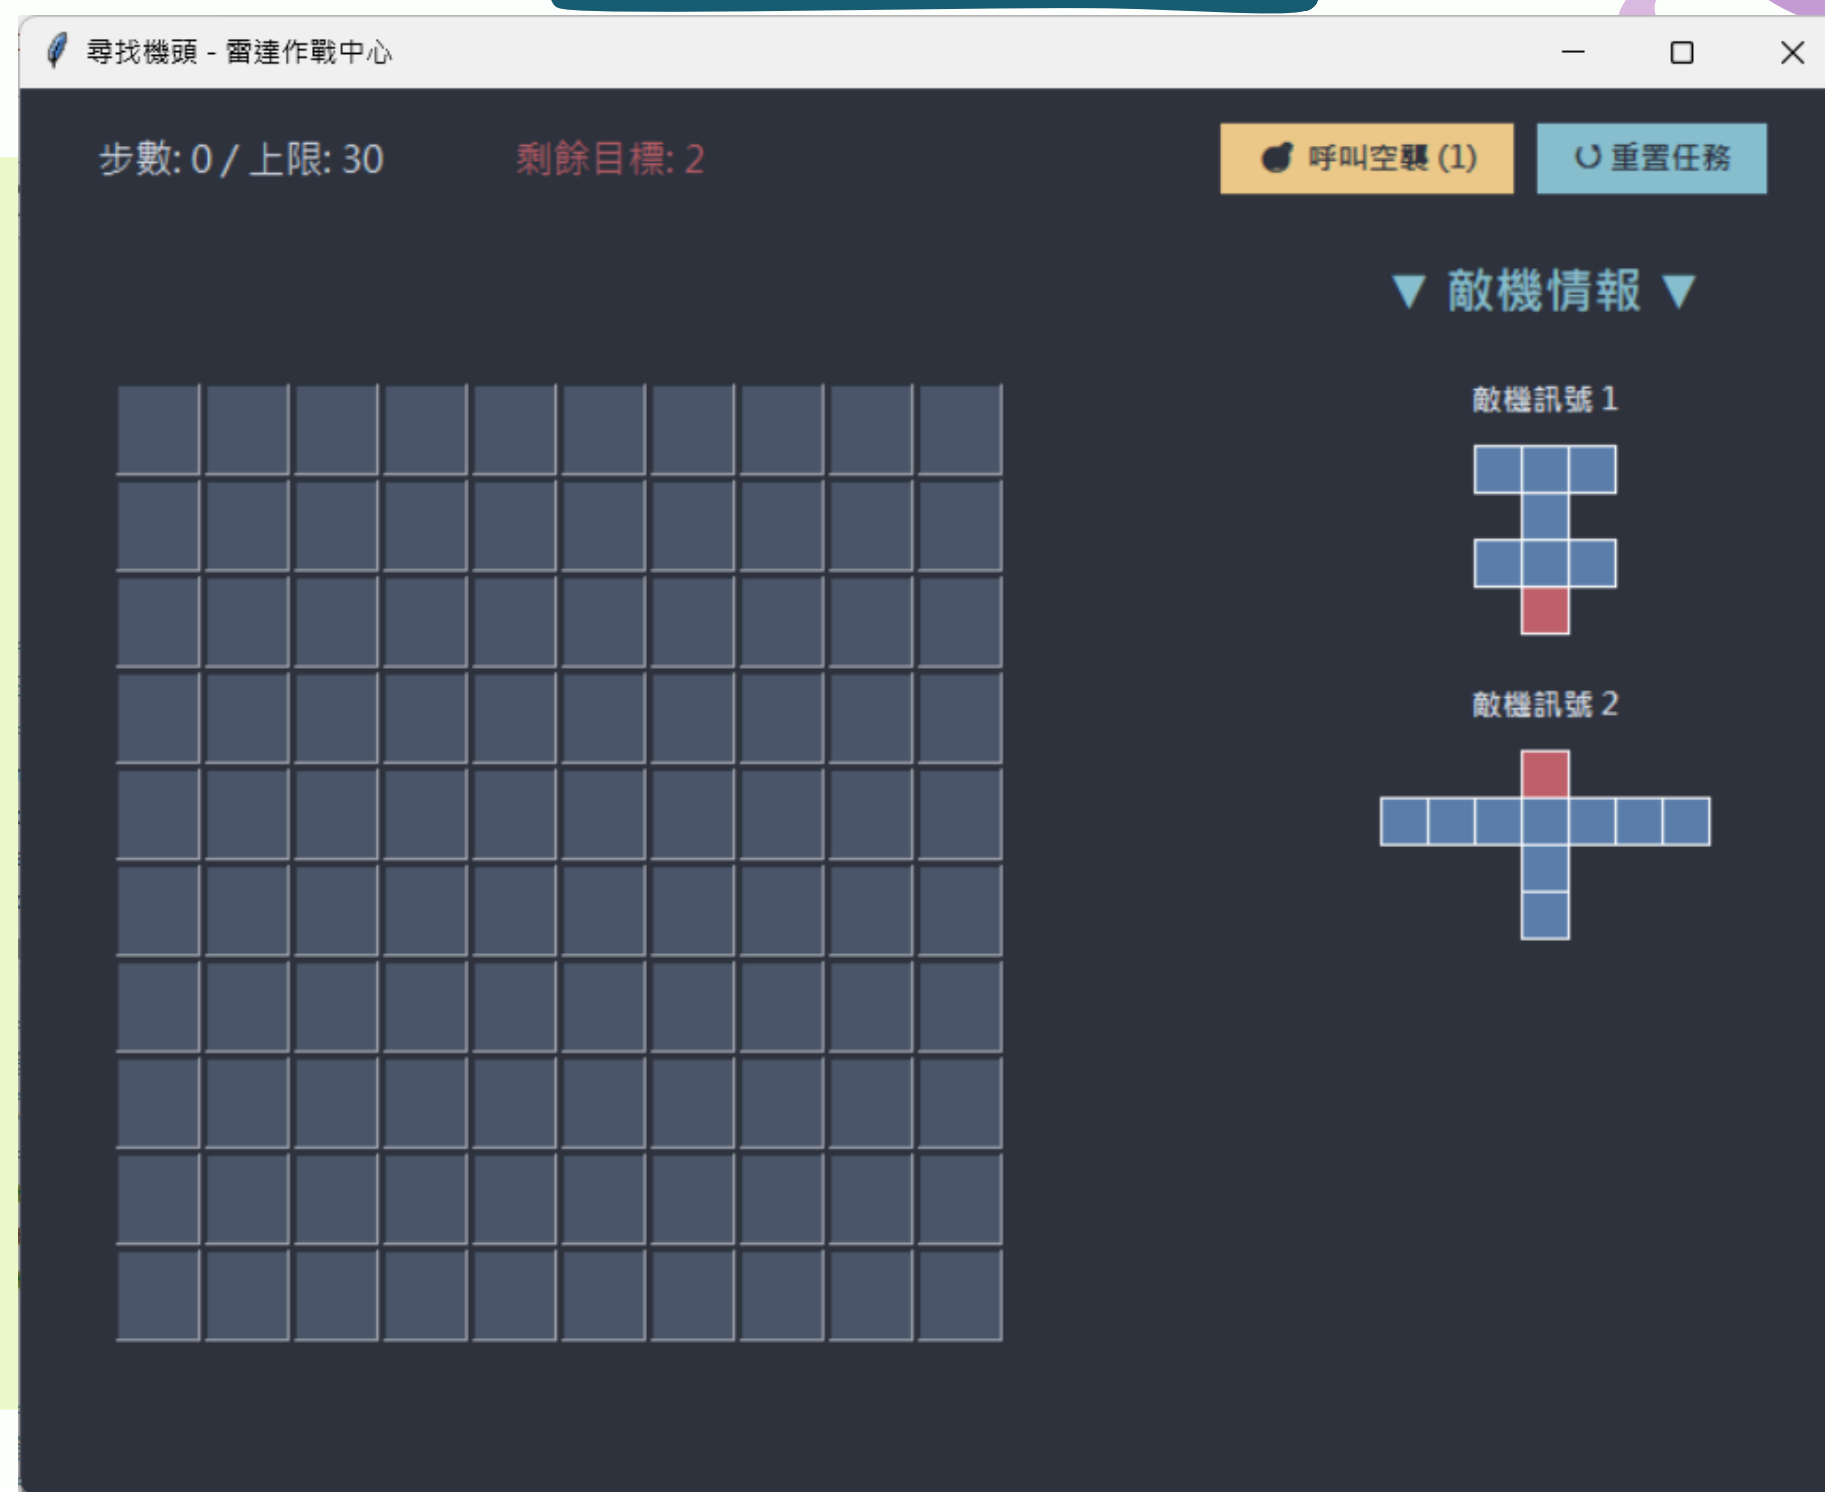 尋找機頭 - 雷達作戰中心
步數: 0 / 上限: 30
剩餘目標: 2
呼叫空襲 (1)
重置任務
▼ 敵機情報 ▼
敵機訊號 1
敵機訊號 2